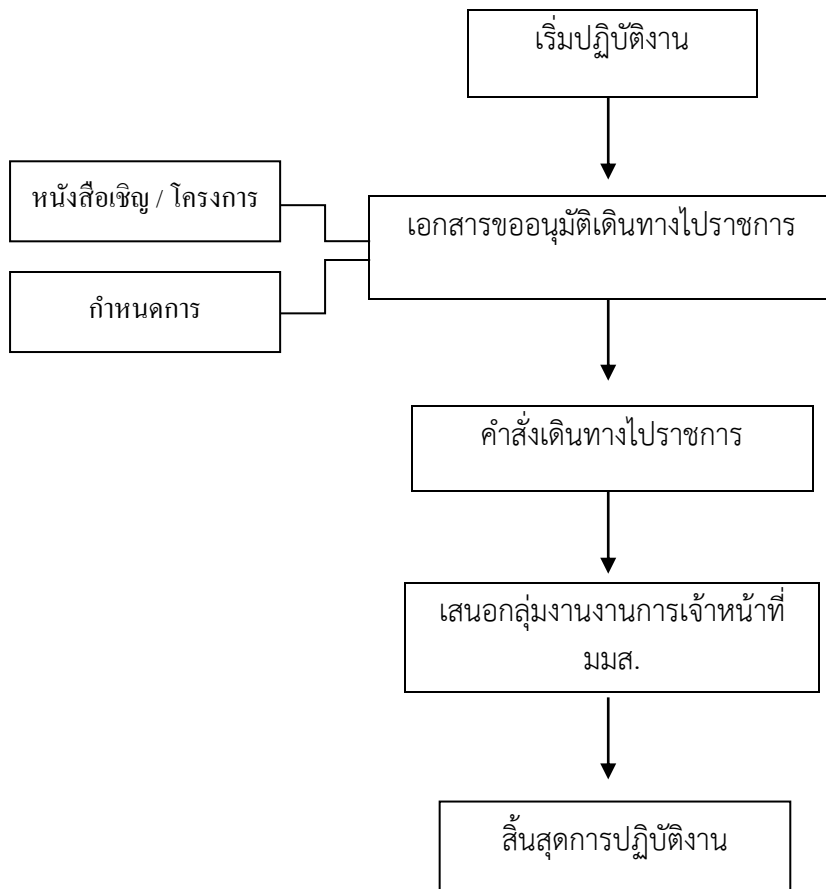 เริ่มปฏิบัติงาน
หนังสือเชิญ / โครงการ
เอกสารขออนุมัติเดินทางไปราชการ
กำหนดการ
คำสั่งเดินทางไปราชการ
เสนอกลุ่มงานงานการเจ้าหน้าที่
มมส.
สิ้นสุดการปฏิบัติงาน